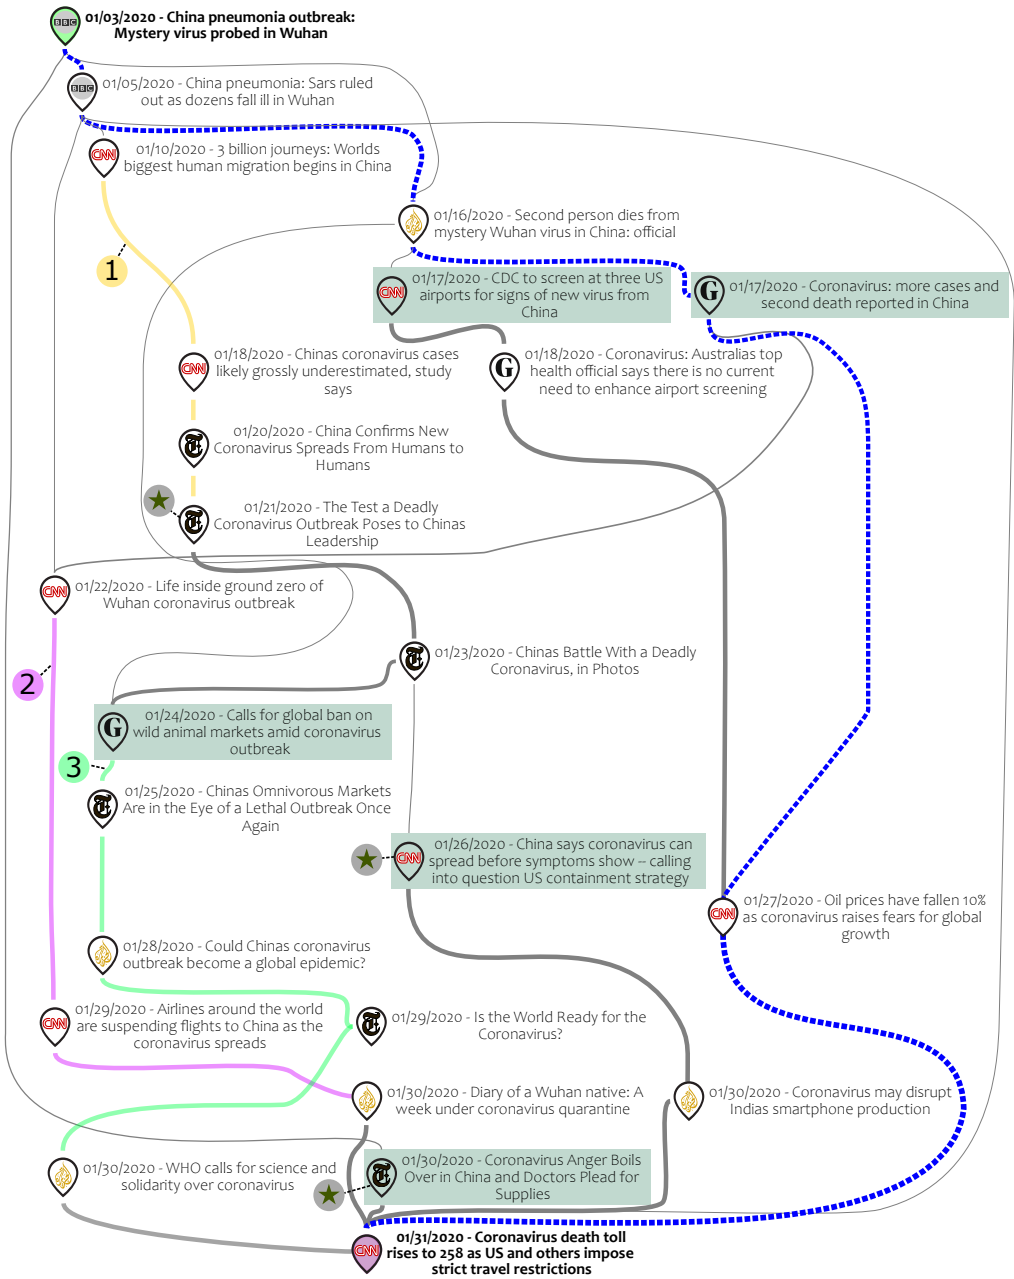 BBC
01/03/2020 - China pneumonia outbreak:
Mystery virus probed in Wuhan
BBC
01/05/2020 - China pneumonia: Sars ruled
out as dozens fall ill in Wuhan
CNN
01/10/2020 - 3 billion journeys: Worlds
biggest human migration begins in China
01/16/2020 - Second person dies from
mystery Wuhan virus in China: official
1
CNN
01/17/2020 - CDC to screen at three US
airports for signs of new virus from
China
G
01/17/2020 - Coronavirus: more cases and
second death reported in China
CNN
01/18/2020 - Chinas coronavirus cases
likely grossly underestimated, study
says
G
01/18/2020 - Coronavirus: Australias top
health official says there is no current
need to enhance airport screening
T
01/20/2020 - China Confirms New
Coronavirus Spreads From Humans to
Humans
T
01/21/2020 - The Test a Deadly
Coronavirus Outbreak Poses to Chinas
Leadership
CNN
01/22/2020 - Life inside ground zero of
Wuhan coronavirus outbreak
T
01/23/2020 - Chinas Battle With a Deadly
Coronavirus, in Photos
2
G
01/24/2020 - Calls for global ban on
wild animal markets amid coronavirus
outbreak
3
T
01/25/2020 - Chinas Omnivorous Markets
Are in the Eye of a Lethal Outbreak Once
Again
CNN
01/26/2020 - China says coronavirus can
spread before symptoms show -- calling
into question US containment strategy
CNN
01/27/2020 - Oil prices have fallen 10%
as coronavirus raises fears for global
growth
01/28/2020 - Could Chinas coronavirus
outbreak become a global epidemic?
CNN
01/29/2020 - Airlines around the world
are suspending flights to China as the
coronavirus spreads
T
01/29/2020 - Is the World Ready for the
Coronavirus?
01/30/2020 - Diary of a Wuhan native: A
week under coronavirus quarantine
01/30/2020 - Coronavirus may disrupt
Indias smartphone production
01/30/2020 - WHO calls for science and
solidarity over coronavirus
T
01/30/2020 - Coronavirus Anger Boils
Over in China and Doctors Plead for
Supplies
CNN
01/31/2020 - Coronavirus death toll
rises to 258 as US and others impose
strict travel restrictions